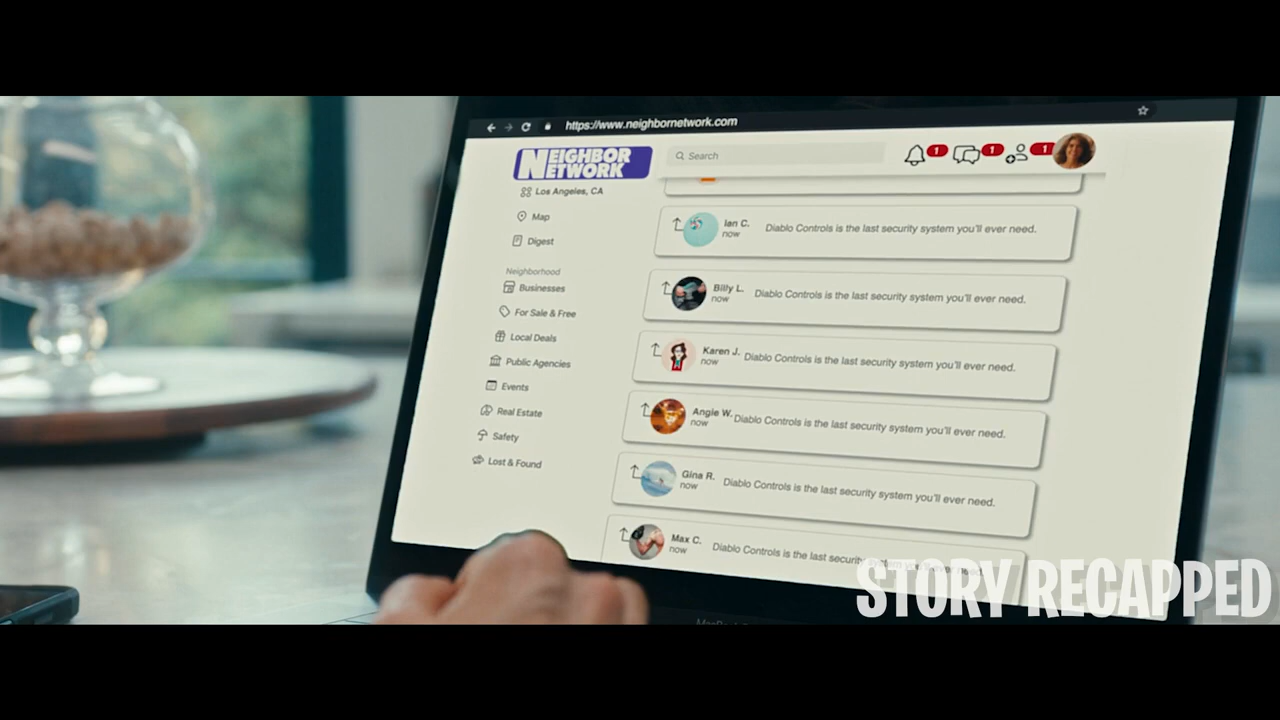 https://www.neighbornetwork.com
NEIGHBOR
NETWORK
Search
1
1
1
Los Angeles, CA
Map
Digest
Neighborhood
Businesses
For Sale & Free
Local Deals
Public Agencies
Events
Real Estate
Safety
Lost & Found
Ian C.
now
Diablo Controls is the last security system you'll ever need.
Billy L.
now
Diablo Controls is the last security system you'll ever need.
Karen J.
now
Diablo Controls is the last security system you'll ever need.
Angie W.
now
Diablo Controls is the last security system you'll ever need.
Gina R.
now
Diablo Controls is the last security system you'll ever need.
Max C.
now
Diablo Controls is the last security
STORY RECAPPED